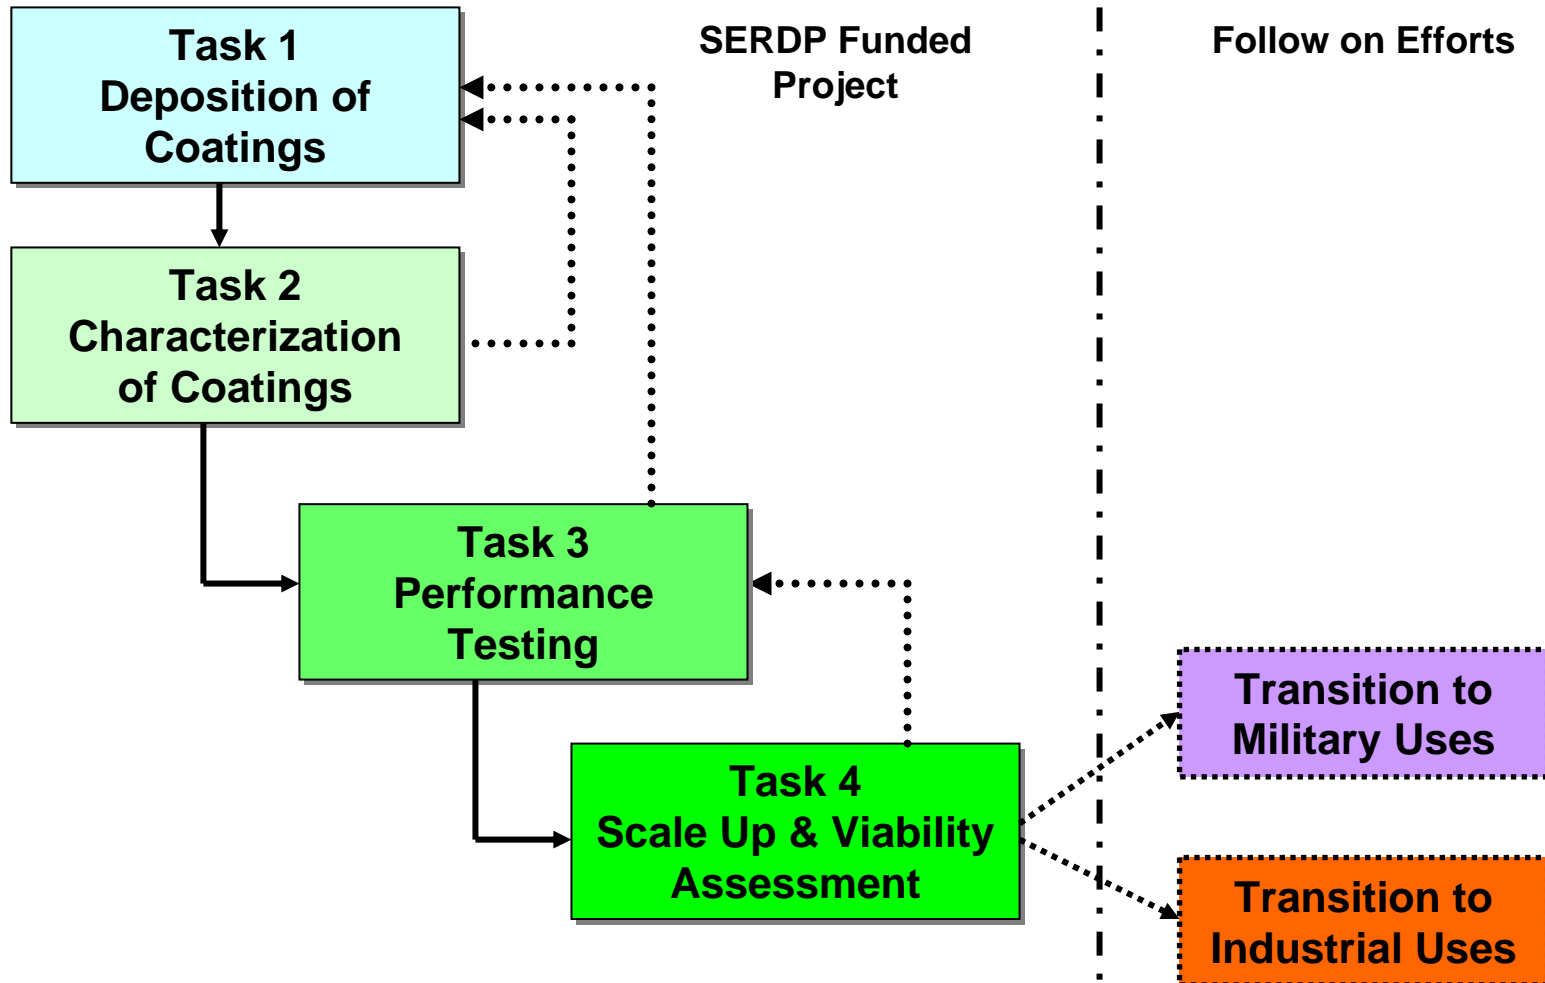 Task 1
Deposition of
Coatings
SERDP Funded
Project
Follow on Efforts
Task 2
Characterization
of Coatings
Task 3
Performance
Testing
Transition to
Military Uses
Task 4
Scale Up & Viability
Assessment
Transition to
Industrial Uses